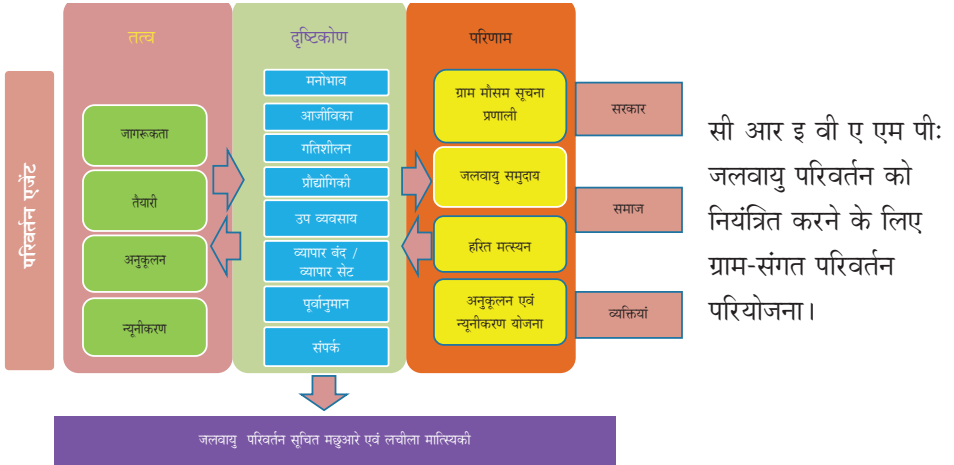 परिवर्तन एजेंट
तत्व
जागरूकता
तैयारी
अनुकूलन
न्यूनीकरण
दृष्टिकोण
मनोभाव
आजीविका
गतिशीलन
प्रौद्योगिकी
उप व्यवसाय
व्यापार बंद /
व्यापार सेट
पूर्वानुमान
संपर्क
परिणाम
ग्राम मौसम सूचना
प्रणाली
जलवायु समुदाय
हरित मत्स्यन
अनुकूलन एवं
न्यूनीकरण योजना
सरकार
समाज
व्यक्तियां
सी आर इ वी ए एम पी:
जलवायु परिवर्तन को
नियंत्रित करने के लिए
ग्राम-संगत परिवर्तन
परियोजना।
जलवायु परिवर्तन सूचित मछुआरे एवं लचीला मात्स्यिकी